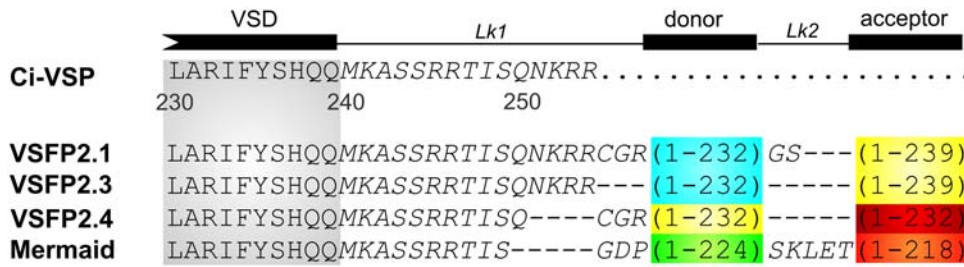 VSD Lk1 donor Lk2 acceptor
Ci-VSP LARIFYSHQQMKASSRRTISQNKRR.....................
230 240 250
VSFP2.1 LARIFYSHQQMKASSRRTISQNKRRCGR(1-232)GS---(1-239)
VSFP2.3 LARIFYSHQQMKASSRRTISQNKRR---(1-232) (1-239)
VSFP2.4 LARIFYSHQQMKASSRRTISQ----CGR(1-232) (1-232)
Mermaid LARIFYSHQQMKASSRRTIS-----GDP(1-224)SKLET(1-218)